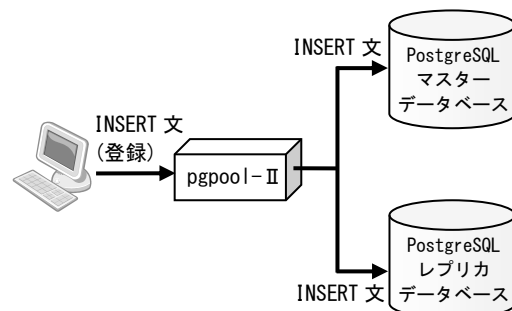 INSERT 文
(登録)
pgpool-Ⅱ
INSERT 文
PostgreSQL
マスター
データベース
INSERT 文
PostgreSQL
レプリカ
データベース